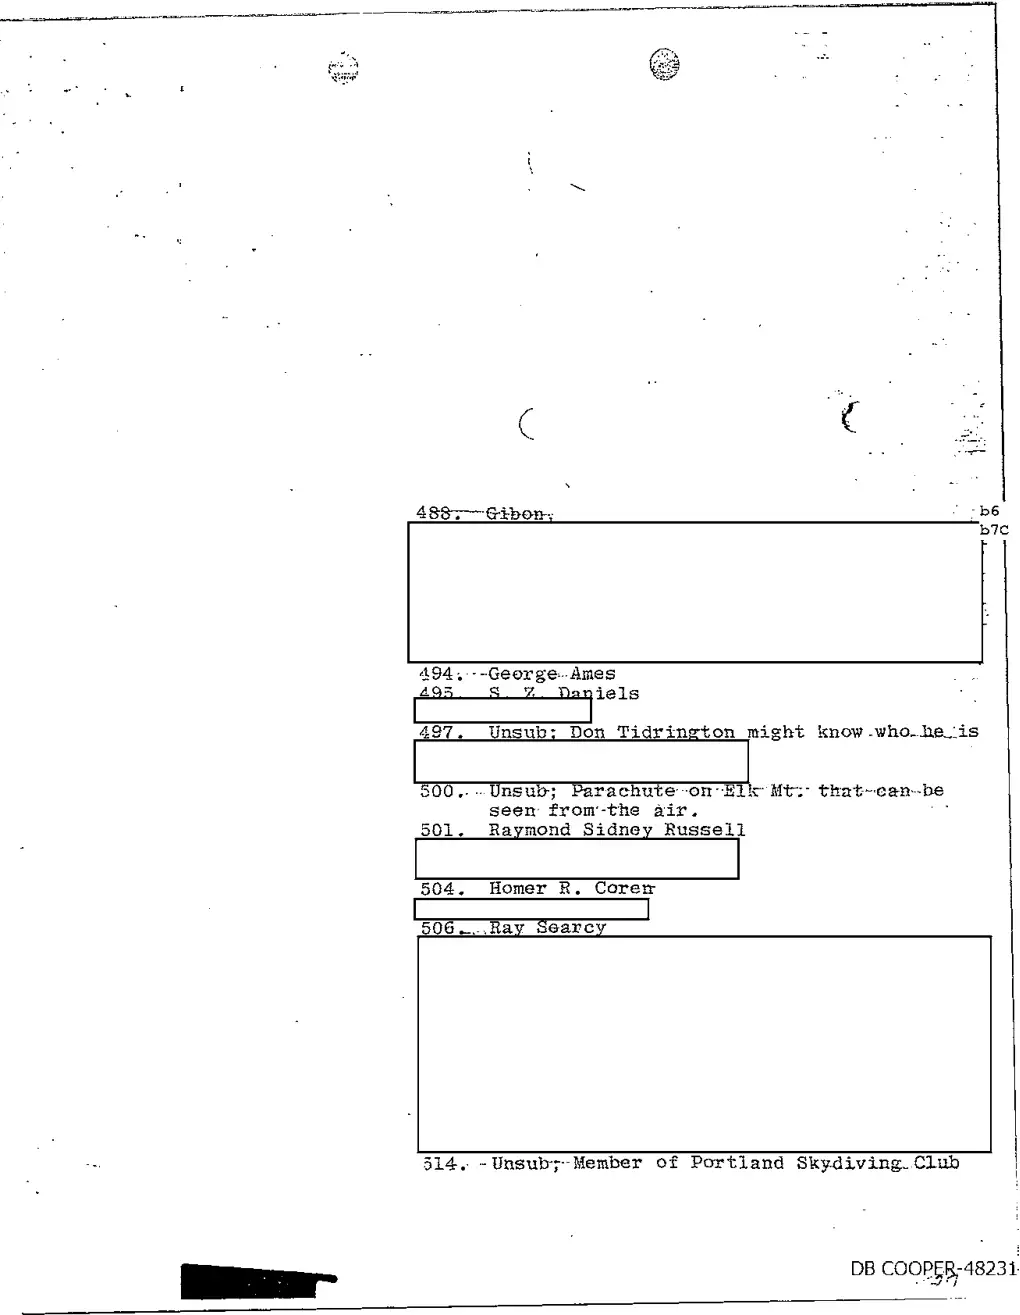 488. Gibon,
b6
b7C
494. George Ames
495. S. Z. Daniels
497. Unsub; Don Tidrington might know who he is
500. Unsub; Parachute on Elk Mt. that can be
seen from the air.
501. Raymond Sidney Russell
504. Homer R. Coren
506. Ray Searcy
514. Unsub; Member of Portland Skydiving Club
DB COOPER-48231